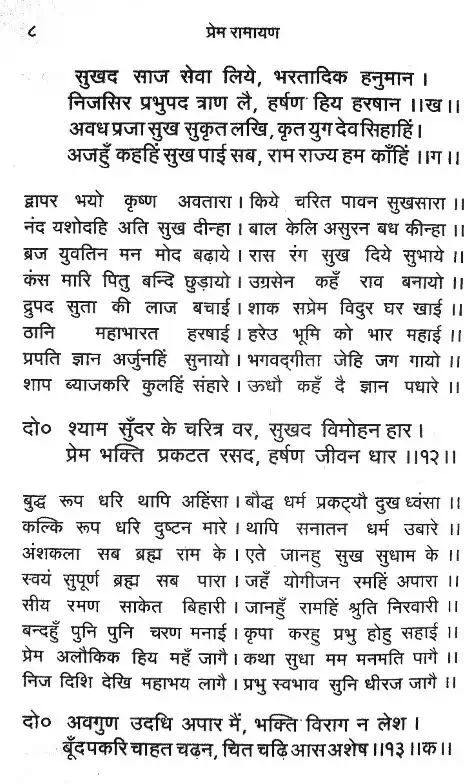 ८ प्रेम रामायण
सुखद साज सेवा लिये, भरतादिक हनुमान ।
निजसिर प्रभुपद त्राण लै, हर्षण हिय हरषान ।।ख।।
अवध प्रजा सुख सुकृत लखि, कृत युग देव सिहाहिं।
अजहुँ कहहिं सुख पाई सब, राम राज्य हम काँहिं ।।ग।।
द्वापर भयो कृष्ण अवतारा। किये चरित पावन सुखसारा ।।
नंद यशोदहि अति सुख दीन्हा। बाल केलि असुरन बध कीन्हा ।।
ब्रज युवतिन मन मोद बढ़ाये। रास रंग सुख दिये सुभाये ।।
कंस मारि पितु बन्दि छुड़ायो। उग्रसेन कहँ राव बनायो ।।
द्रुपद सुता की लाज बचाई। शाक सप्रेम विदुर घर खाई ।।
ठानि महाभारत हरषाई। हरेउ भूमि को भार महाई ।।
प्रपति ज्ञान अर्जुनहिं सुनायो। भगवद्गीता जेहि जग गायो ।।
शाप ब्याजकरि कुलहिं संहारे। ऊधौ कहँ दै ज्ञान पधारे ।।
दो० श्याम सुँदर के चरित्र वर, सुखद विमोहन हार।
प्रेम भक्ति प्रकटत रसद, हर्षण जीवन धार ।।१२।।
बुद्ध रूप धरि थापि अहिंसा। बौद्ध धर्म प्रकट्यौ दुख ध्वंसा ।।
कल्कि रूप धरि दुष्टन मारे। थापि सनातन धर्म उबारे ।।
अंशकला सब ब्रह्म राम के। एते जानहु सुख सुधाम के ।।
स्वयं सुपूर्ण ब्रह्म सब पारा। जहँ योगीजन रमहिं अपारा ।।
सीय रमण साकेत बिहारी। जानहुँ रामहिं श्रुति निरवारी ।।
बन्दहुँ पुनि पुनि चरण मनाई। कृपा करहु प्रभु होहु सहाई ।।
प्रेम अलौकिक हिय महँ जागै। कथा सुधा मम मनमति पागै ।।
निज दिशि देखि महाभय लागै। प्रभु स्वभाव सुनि धीरज जागै ।।
दो० अवगुण उदधि अपार मैं, भक्ति विराग न लेश।
बूँदपकरि चाहत चढ़न, चित चढ़ि आस अशेष ।।१३।।क।।